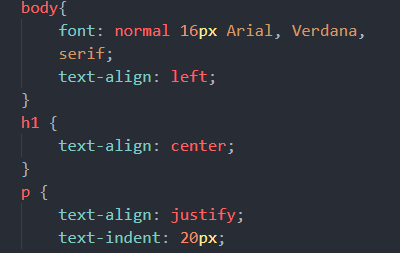 body{
font: normal 16px Arial, Verdana,
serif;
text-align: left;
}
h1 {
text-align: center;
}
p {
text-align: justify;
text-indent: 20px;